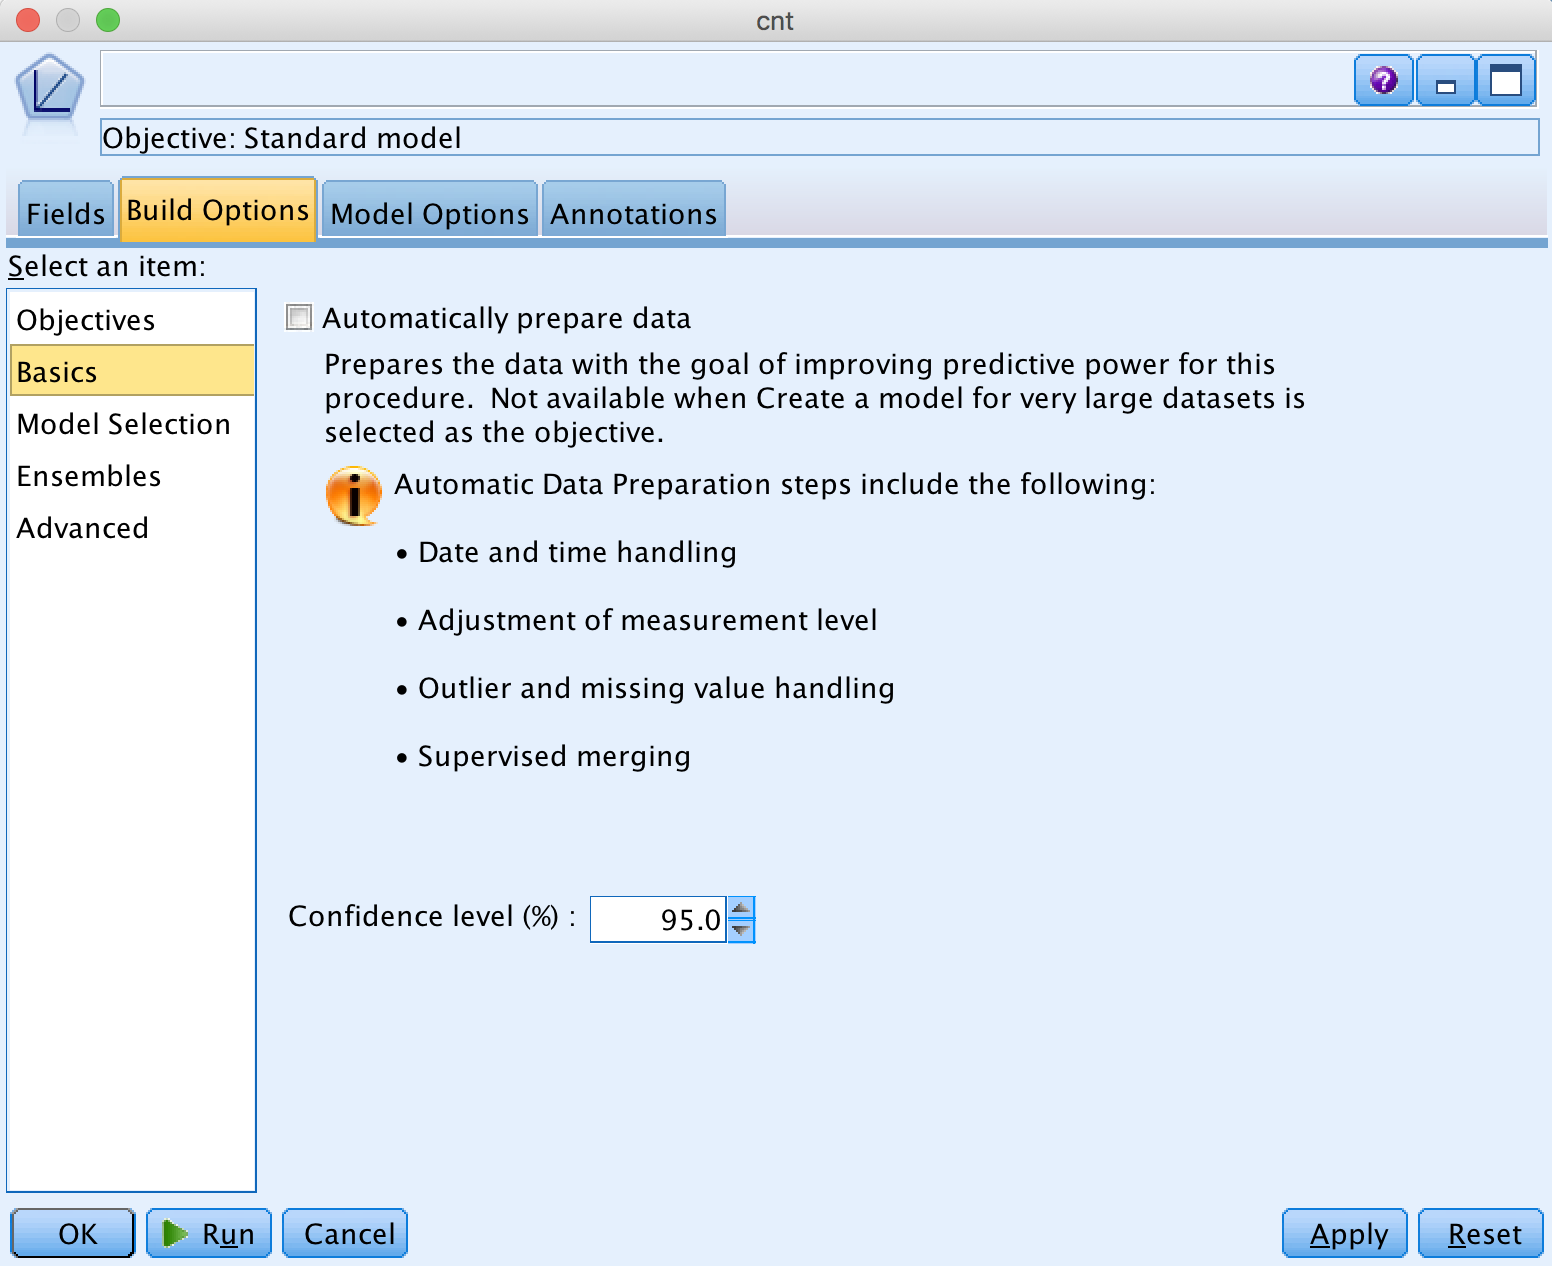 cnt
Objective: Standard model
Fields Build Options Model Options Annotations
Select an item:
Objectives
Basics
Model Selection
Ensembles
Advanced
Automatically prepare data
Prepares the data with the goal of improving predictive power for this
procedure.  Not available when Create a model for very large datasets is
selected as the objective.
Automatic Data Preparation steps include the following:
• Date and time handling
• Adjustment of measurement level
• Outlier and missing value handling
• Supervised merging
Confidence level (%) : 95.0
OK Run Cancel Apply Reset